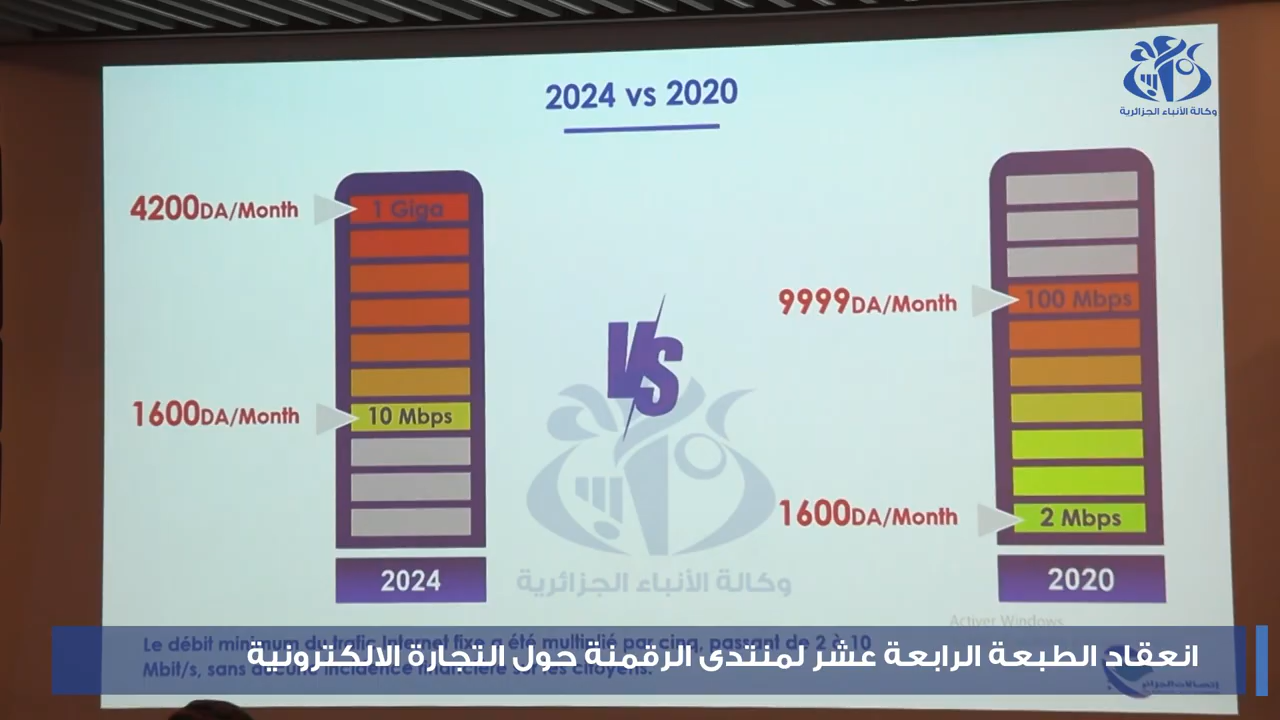 2024 vs 2020
وكالة الأنباء الجزائرية
4200DA/Month
1 Giga
9999DA/Month
100 Mbps
VS
1600DA/Month
10 Mbps
1600DA/Month
2 Mbps
2024
وكالة الأنباء الجزائرية
2020
Activer Windows
Le débit minimum du trafic Internet fixe a été multiplié par cinq, passant de 2 à 10
Mbit/s, sans aucune incidence financière sur les citoyens.
انعقاد الطبعة الرابعة عشر لمنتدى الرقمنة حول التجارة الالكترونية
إتصالات الجزائر